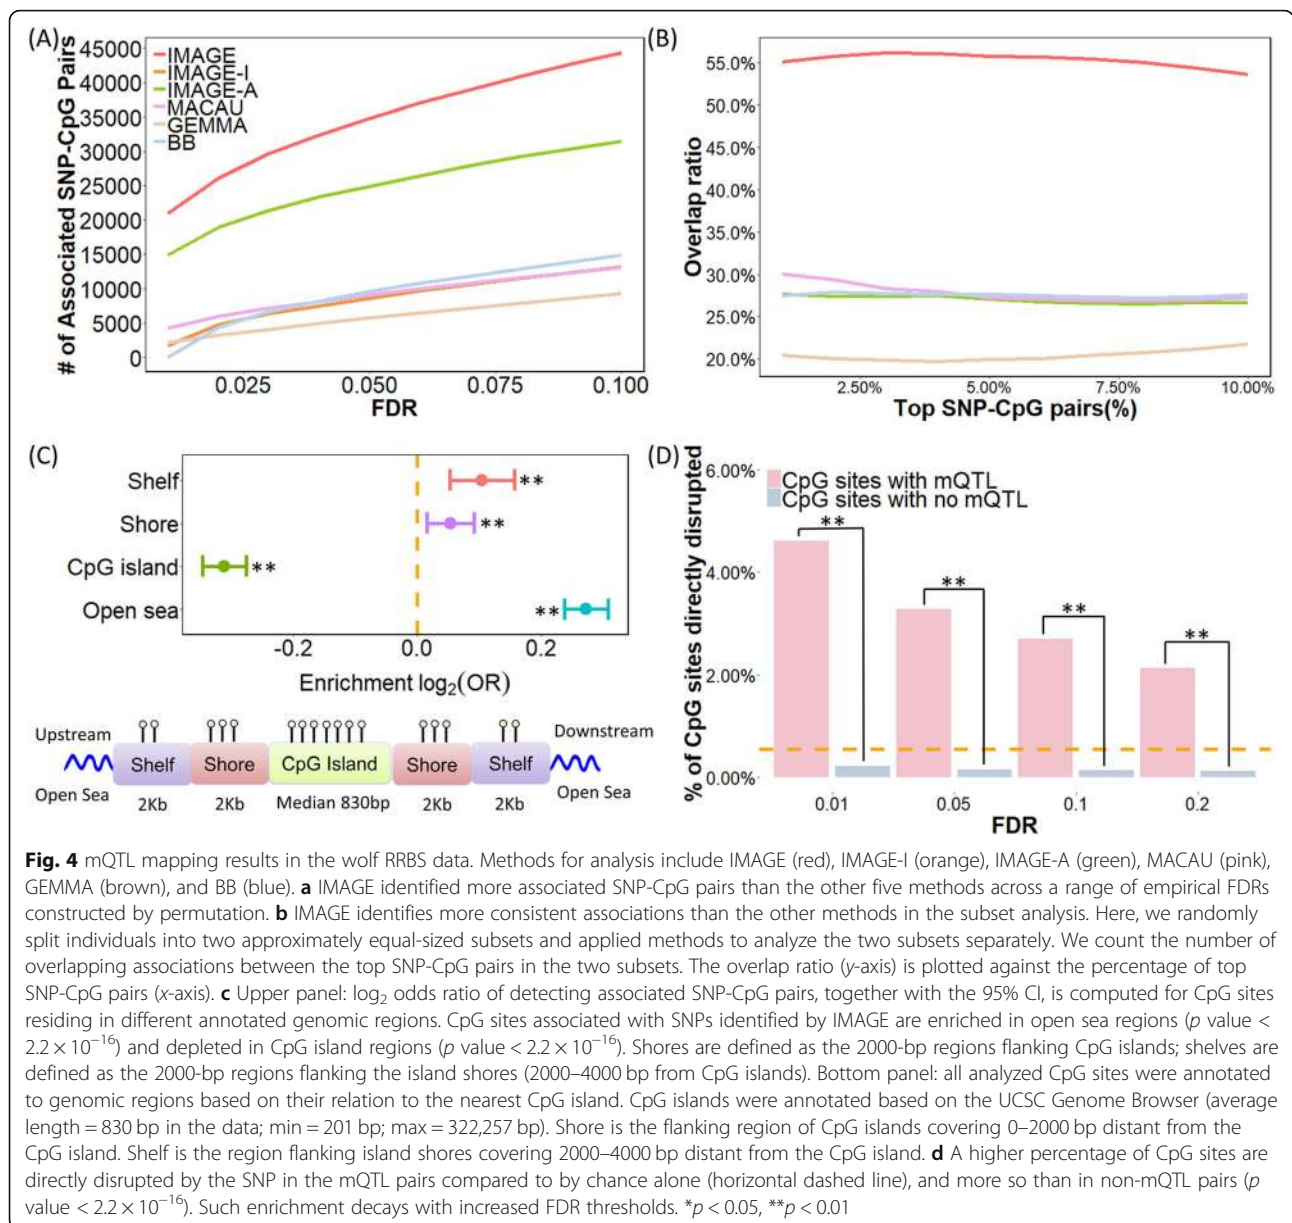 (A)
# of Associated SNP-CpG Pairs
45000
40000
35000
30000
25000
20000
15000
10000
5000
0
IMAGE
IMAGE-I
IMAGE-A
MACAU
GEMMA
BB
0.025
0.050
0.075
0.100
FDR
(B)
Overlap ratio
55.0%
50.0%
45.0%
40.0%
35.0%
30.0%
25.0%
20.0%
2.50%
5.00%
7.50%
10.00%
Top SNP-CpG pairs(%)
(C)
Shelf
Shore
CpG island
Open sea
**
**
**
**
-0.2
0.0
0.2
Enrichment log₂(OR)
Upstream
Downstream
Shelf
Shore
CpG Island
Shore
Shelf
Open Sea
2Kb
2Kb
Median 830bp
2Kb
2Kb
Open Sea
(D)
% of CpG sites directly disrupted
6.00%
4.00%
2.00%
0.00%
CpG sites with mQTL
CpG sites with no mQTL
**
**
**
**
0.01
0.05
0.1
0.2
FDR
Fig. 4 mQTL mapping results in the wolf RRBS data. Methods for analysis include IMAGE (red), IMAGE-I (orange), IMAGE-A (green), MACAU (pink),
GEMMA (brown), and BB (blue). a IMAGE identified more associated SNP-CpG pairs than the other five methods across a range of empirical FDRs
constructed by permutation. b IMAGE identifies more consistent associations than the other methods in the subset analysis. Here, we randomly
split individuals into two approximately equal-sized subsets and applied methods to analyze the two subsets separately. We count the number of
overlapping associations between the top SNP-CpG pairs in the two subsets. The overlap ratio (y-axis) is plotted against the percentage of top
SNP-CpG pairs (x-axis). c Upper panel: log₂ odds ratio of detecting associated SNP-CpG pairs, together with the 95% CI, is computed for CpG sites
residing in different annotated genomic regions. CpG sites associated with SNPs identified by IMAGE are enriched in open sea regions (p value <
2.2 × 10⁻¹⁶) and depleted in CpG island regions (p value < 2.2 × 10⁻¹⁶). Shores are defined as the 2000-bp regions flanking CpG islands; shelves are
defined as the 2000-bp regions flanking the island shores (2000–4000 bp from CpG islands). Bottom panel: all analyzed CpG sites were annotated
to genomic regions based on their relation to the nearest CpG island. CpG islands were annotated based on the UCSC Genome Browser (average
length = 830 bp in the data; min = 201 bp; max = 322,257 bp). Shore is the flanking region of CpG islands covering 0–2000 bp distant from the
CpG island. Shelf is the region flanking island shores covering 2000–4000 bp distant from the CpG island. d A higher percentage of CpG sites are
directly disrupted by the SNP in the mQTL pairs compared to by chance alone (horizontal dashed line), and more so than in non-mQTL pairs (p
value < 2.2 × 10⁻¹⁶). Such enrichment decays with increased FDR thresholds. *p < 0.05, **p < 0.01